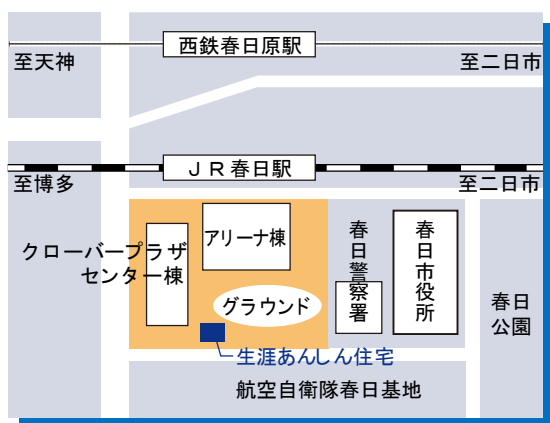 西鉄春日原駅
至天神
至二日市
JR春日駅
至博多
至二日市
クローバープラザ
センター棟
アリーナ棟
グラウンド
春日警察署
春日市役所
春日
公園
生涯あんしん住宅
航空自衛隊春日基地